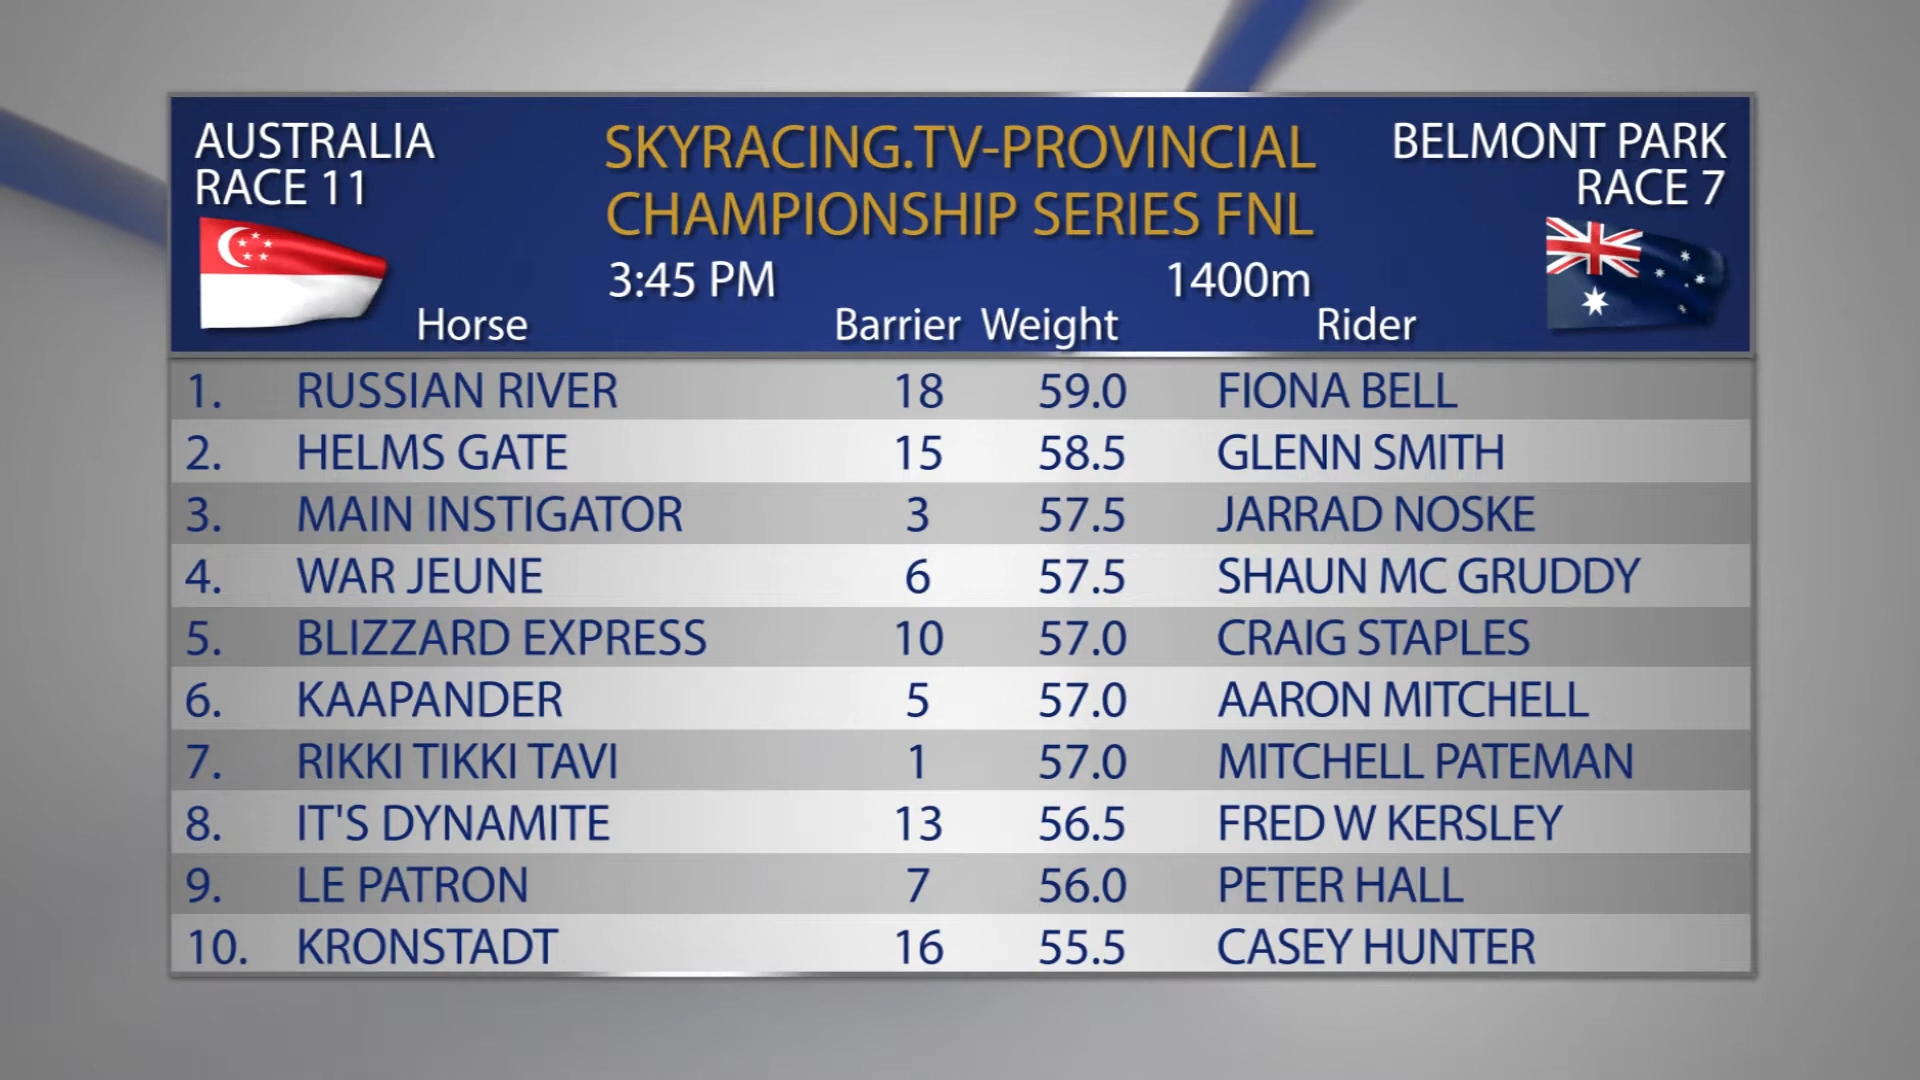 AUSTRALIA
RACE 11
SKYRACING.TV-PROVINCIAL
CHAMPIONSHIP SERIES FNL
BELMONT PARK
RACE 7
3:45 PM 1400m
Horse Barrier Weight Rider
1. RUSSIAN RIVER 18 59.0 FIONA BELL
2. HELMS GATE 15 58.5 GLENN SMITH
3. MAIN INSTIGATOR 3 57.5 JARRAD NOSKE
4. WAR JEUNE 6 57.5 SHAUN MC GRUDDY
5. BLIZZARD EXPRESS 10 57.0 CRAIG STAPLES
6. KAAPANDER 5 57.0 AARON MITCHELL
7. RIKKI TIKKI TAVI 1 57.0 MITCHELL PATEMAN
8. IT'S DYNAMITE 13 56.5 FRED W KERSLEY
9. LE PATRON 7 56.0 PETER HALL
10. KRONSTADT 16 55.5 CASEY HUNTER